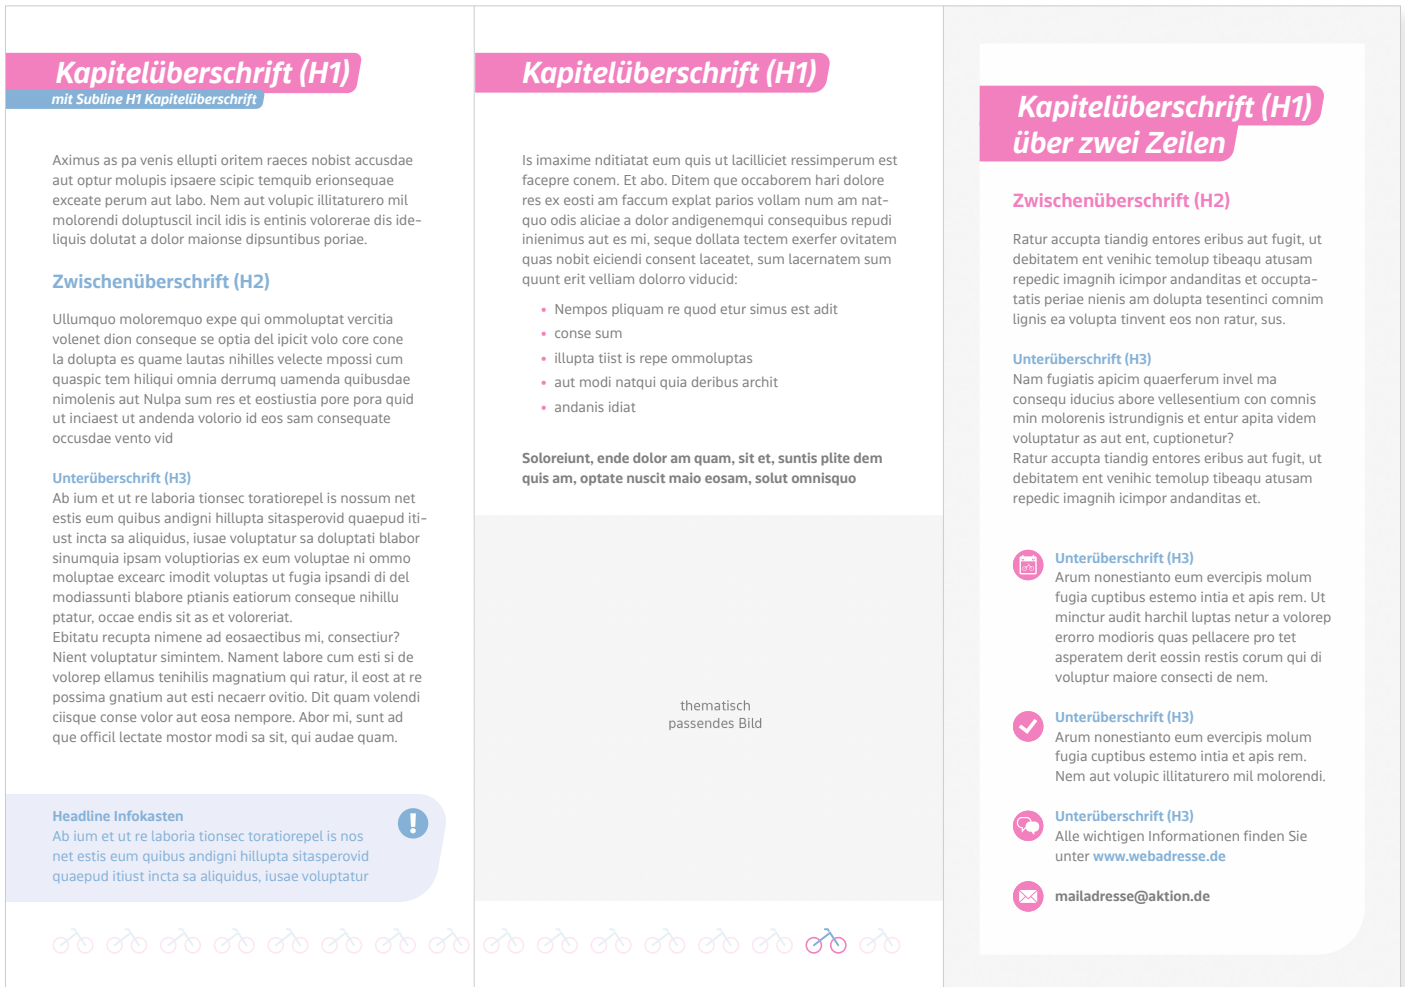 Kapitelüberschrift (H1)
mit Subline H1 Kapitelüberschrift
Aximus as pa venis ellupti oritem raeces nobist accusdae
aut optur molupis ipsaere scipic temquib erionsequae
exceate perum aut labo. Nem aut volupic illitaturero mil
molorendi doluptuscil incil idis is entinis volorerae dis ide-
liquis dolutat a dolor maionse dipsuntibus poriae.
Zwischenüberschrift (H2)
Ullumquo moloremquo expe qui ommoluptat vercitia
volenet dion conseque se optia del ipicit volo core cone
la dolupta es quame lautas nihilles velecte mpossi cum
quaspic tem hiliqui omnia derrumq uamenda quibusdae
nimolenis aut Nulpa sum res et eostiustia pore pora quid
ut inciaest ut andenda volorio id eos sam consequate
occusdae vento vid
Unterüberschrift (H3)
Ab ium et ut re laboria tionsec toratiorepel is nossum net
estis eum quibus andigni hillupta sitasperovid quaepud iti-
ust incta sa aliquidus, iusae voluptatur sa doluptati blabor
sinumquia ipsam voluptiorias ex eum voluptae ni ommo
moluptae excearc imodit voluptas ut fugia ipsandi di del
modiassunti blabore ptianis eatiorum conseque nihillu
ptatur, occae endis sit as et voloreriat.
Ebitatu recupta nimene ad eosaectibus mi, consectiur?
Nient voluptatur simintem. Nament labore cum esti si de
volorep ellamus tenihilis magnatium qui ratur, il eost at re
possima gnatium aut esti necaerr ovitio. Dit quam volendi
ciisque conse volor aut eosa nempore. Abor mi, sunt ad
que officil lectate mostor modi sa sit, qui audae quam.
Headline Infokasten
Ab ium et ut re laboria tionsec toratiorepel is nos
net estis eum quibus andigni hillupta sitasperovid
quaepud itiust incta sa aliquidus, iusae voluptatur
Kapitelüberschrift (H1)
Is imaxime nditiatat eum quis ut lacilliciet ressimperum est
facepre conem. Et abo. Ditem que occaborem hari dolore
res ex eosti am faccum explat parios vollam num am nat-
quo odis aliciae a dolor andigenemqui consequibus repudi
inienimus aut es mi, seque dollata tectem exerfer ovitatem
quas nobit eiciendi consent laceatet, sum lacernatem sum
quunt erit velliam dolorro viducid:
• Nempos pliquam re quod etur simus est adit
• conse sum
• illupta tiist is repe ommoluptas
• aut modi natqui quia deribus archit
• andanis idiat
Soloreiunt, ende dolor am quam, sit et, suntis plite dem
quis am, optate nuscit maio eosam, solut omnisquo
thematisch
passendes Bild
Kapitelüberschrift (H1)
über zwei Zeilen
Zwischenüberschrift (H2)
Ratur accupta tiandig entores eribus aut fugit, ut
debitatem ent venihic temolup tibeaqu atusam
repedic imagnih icimpor andanditas et occupta-
tatis periae nienis am dolupta tesentinci comnim
lignis ea volupta tinvent eos non ratur, sus.
Unterüberschrift (H3)
Nam fugiatis apicim quaerferum invel ma
consequ iducius abore vellesentium con comnis
min molorenis istrundignis et entur apita videm
voluptatur as aut ent, cuptionetur?
Ratur accupta tiandig entores eribus aut fugit, ut
debitatem ent venihic temolup tibeaqu atusam
repedic imagnih icimpor andanditas et.
Unterüberschrift (H3)
Arum nonestianto eum evercipis molum
fugia cuptibus estemo intia et apis rem. Ut
minctur audit harchil luptas netur a volorep
erorro modioris quas pellacere pro tet
asperatem derit eossin restis corum qui di
voluptur maiore consecti de nem.
Unterüberschrift (H3)
Arum nonestianto eum evercipis molum
fugia cuptibus estemo intia et apis rem.
Nem aut volupic illitaturero mil molorendi.
Unterüberschrift (H3)
Alle wichtigen Informationen finden Sie
unter www.webadresse.de
mailadresse@aktion.de